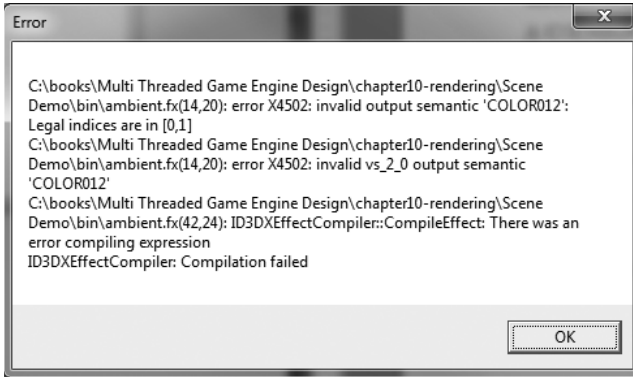 Error
C:\books\Multi Threaded Game Engine Design\chapter10-rendering\Scene
Demo\bin\ambient.fx(14,20): error X4502: invalid output semantic 'COLOR012':
Legal indices are in [0,1]
C:\books\Multi Threaded Game Engine Design\chapter10-rendering\Scene
Demo\bin\ambient.fx(14,20): error X4502: invalid vs_2_0 output semantic
'COLOR012'
C:\books\Multi Threaded Game Engine Design\chapter10-rendering\Scene
Demo\bin\ambient.fx(42,24): ID3DXEffectCompiler::CompileEffect: There was an
error compiling expression
ID3DXEffectCompiler: Compilation failed
OK